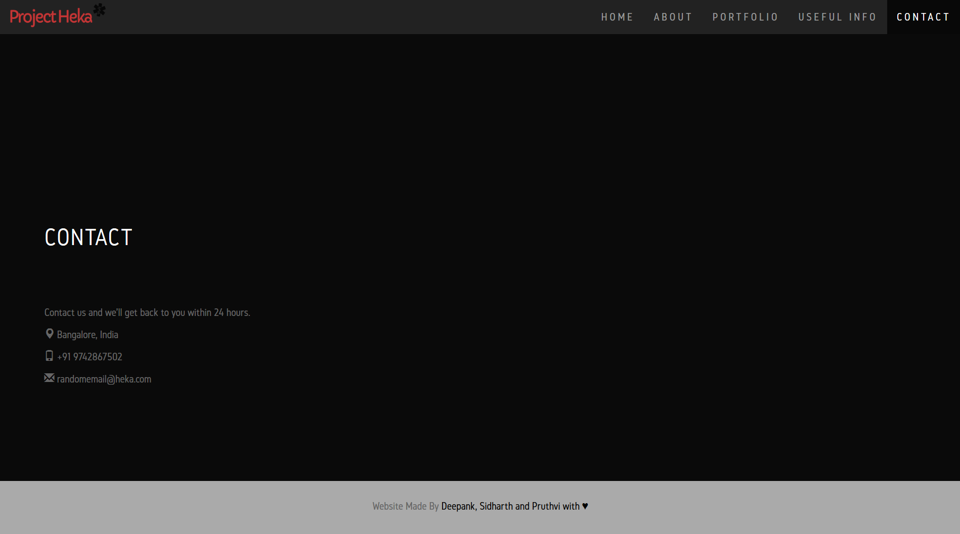 Project Heka
HOME ABOUT PORTFOLIO USEFUL INFO CONTACT
CONTACT
Contact us and we'll get back to you within 24 hours.
Bangalore, India
+91 9742867502
randomemail@heka.com
Website Made By Deepank, Sidharth and Pruthvi with ♥